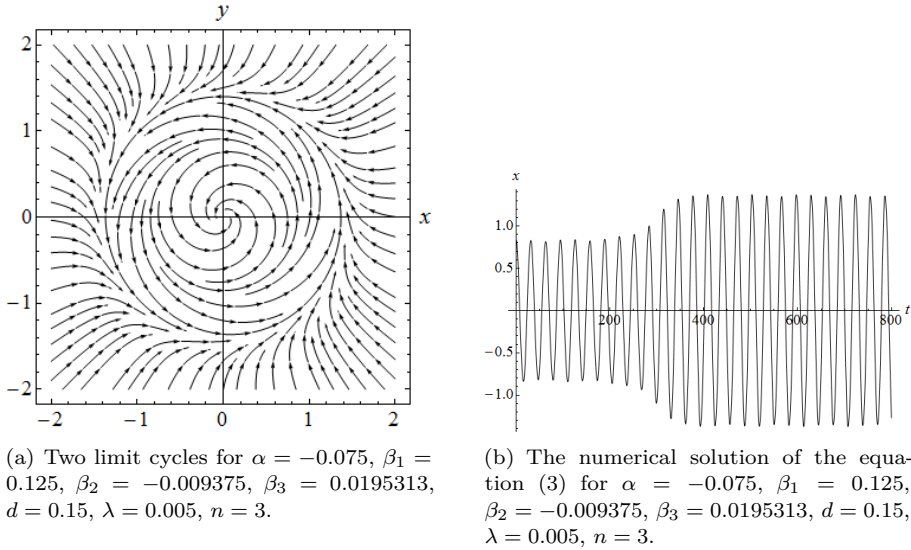 y
2
1
0
−1
−2
x
−2
−1
0
1
2
x
1.0
0.5
−0.5
−1.0
200
400
600
800
t
(a) Two limit cycles for α = −0.075, β₁ =
0.125, β₂ = −0.009375, β₃ = 0.0195313,
d = 0.15, λ = 0.005, n = 3.
(b) The numerical solution of the equa-
tion (3) for α = −0.075, β₁ = 0.125,
β₂ = −0.009375, β₃ = 0.0195313, d = 0.15,
λ = 0.005, n = 3.